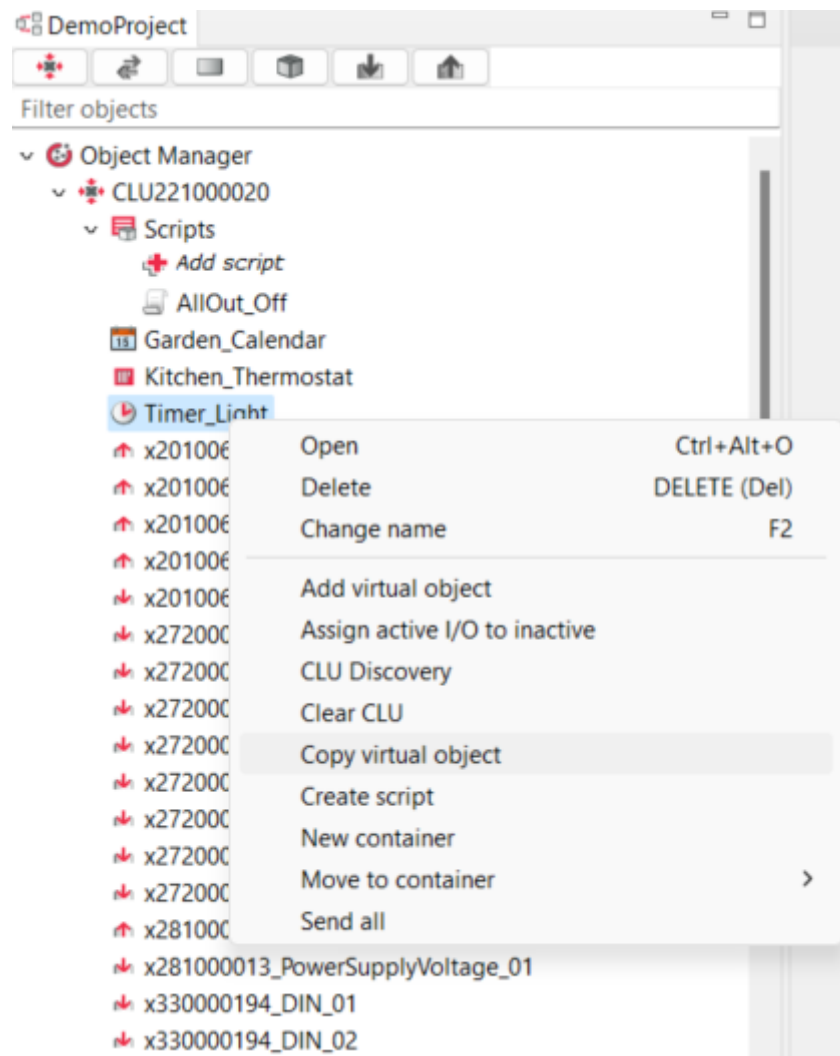 DemoProject
Filter objects
Object Manager
CLU221000020
Scripts
Add script
AllOut_Off
15 Garden_Calendar
Kitchen_Thermostat
Timer_Light
x201006
x201006
x201006
x201006
x201006
x272000
x272000
x272000
x272000
x272000
x272000
x272000
x272000
x281000
x281000013_PowerSupplyVoltage_01
x330000194_DIN_01
x330000194_DIN_02
Open Ctrl+Alt+O
Delete DELETE (Del)
Change name F2
Add virtual object
Assign active I/O to inactive
CLU Discovery
Clear CLU
Copy virtual object
Create script
New container
Move to container
Send all